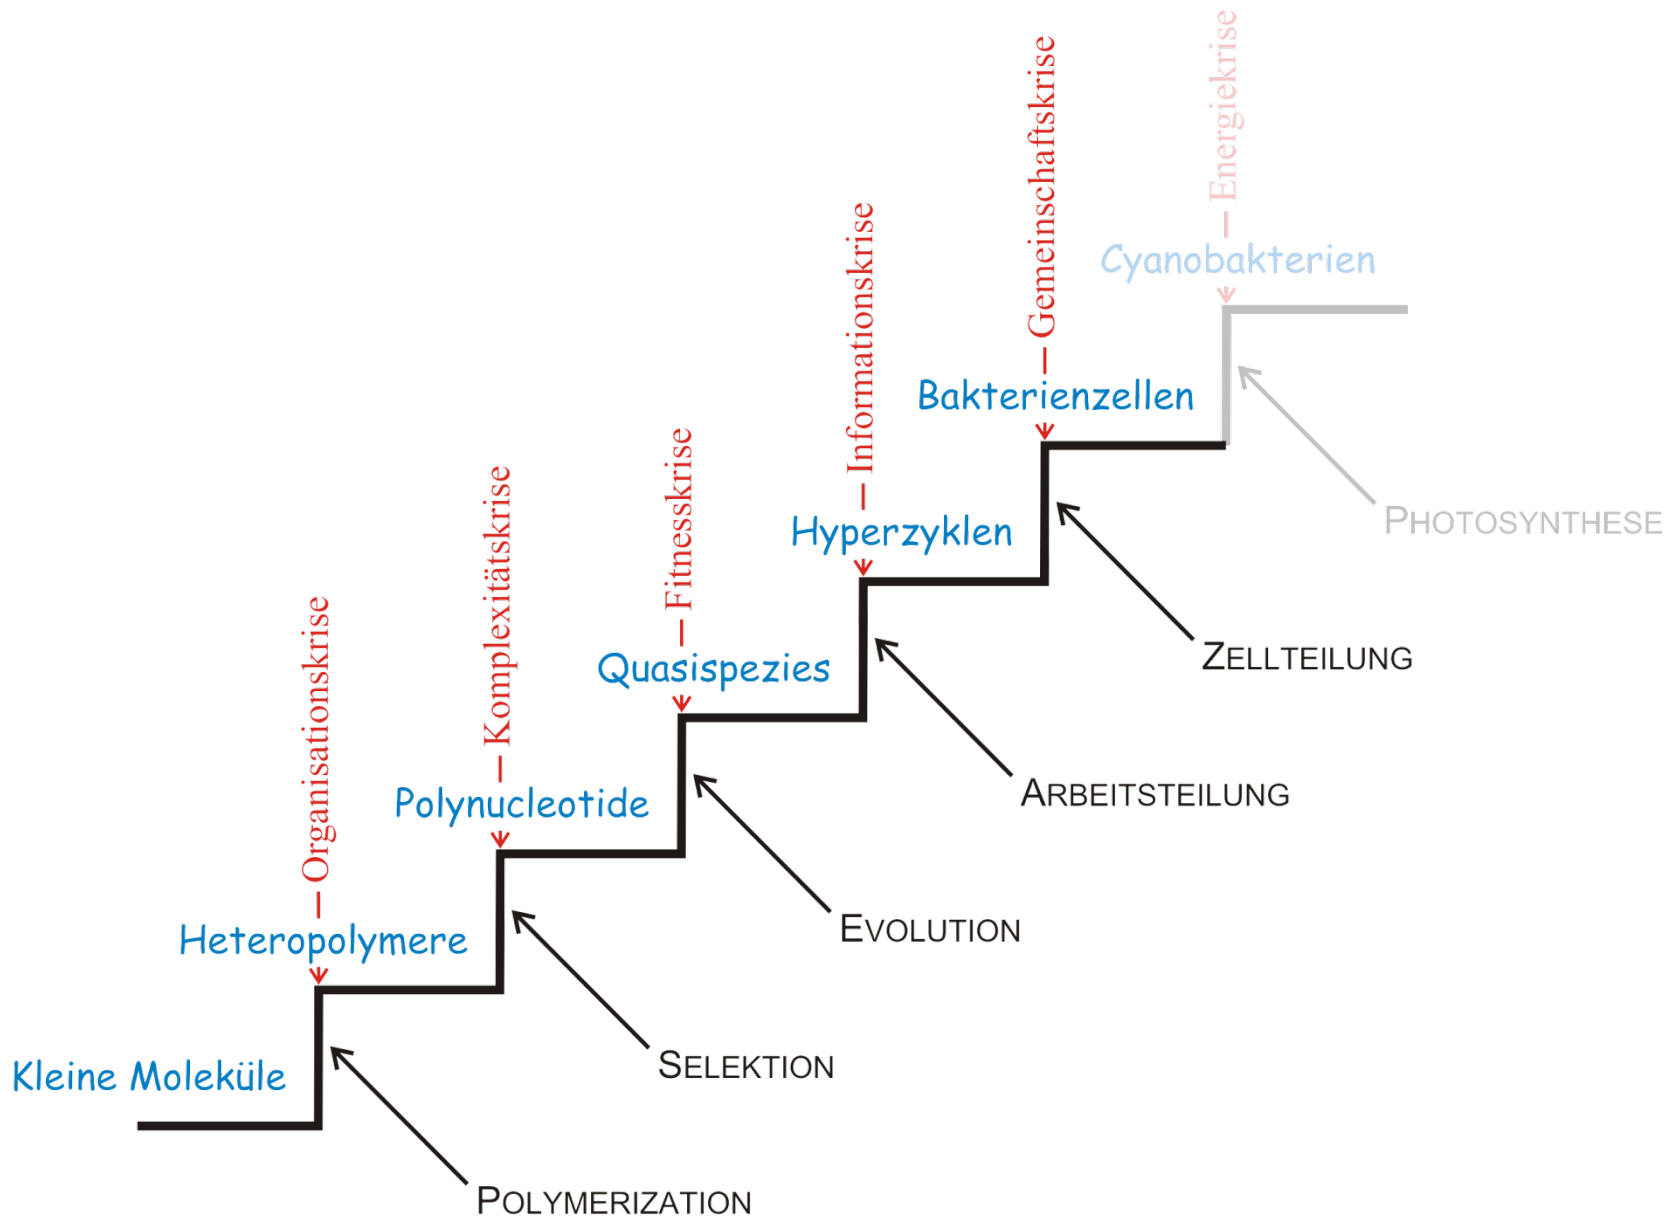 Energiekrise
Gemeinschaftskrise
Cyanobakterien
Informationskrise
Bakterienzellen
Fitnesskrise
Hyperzyklen
PHOTOSYNTHESE
Komplexitätskrise
Quasispezies
ZELLTEILUNG
Organisationskrise
Polynucleotide
ARBEITSTEILUNG
Heteropolymere
EVOLUTION
Kleine Moleküle
SELEKTION
POLYMERIZATION